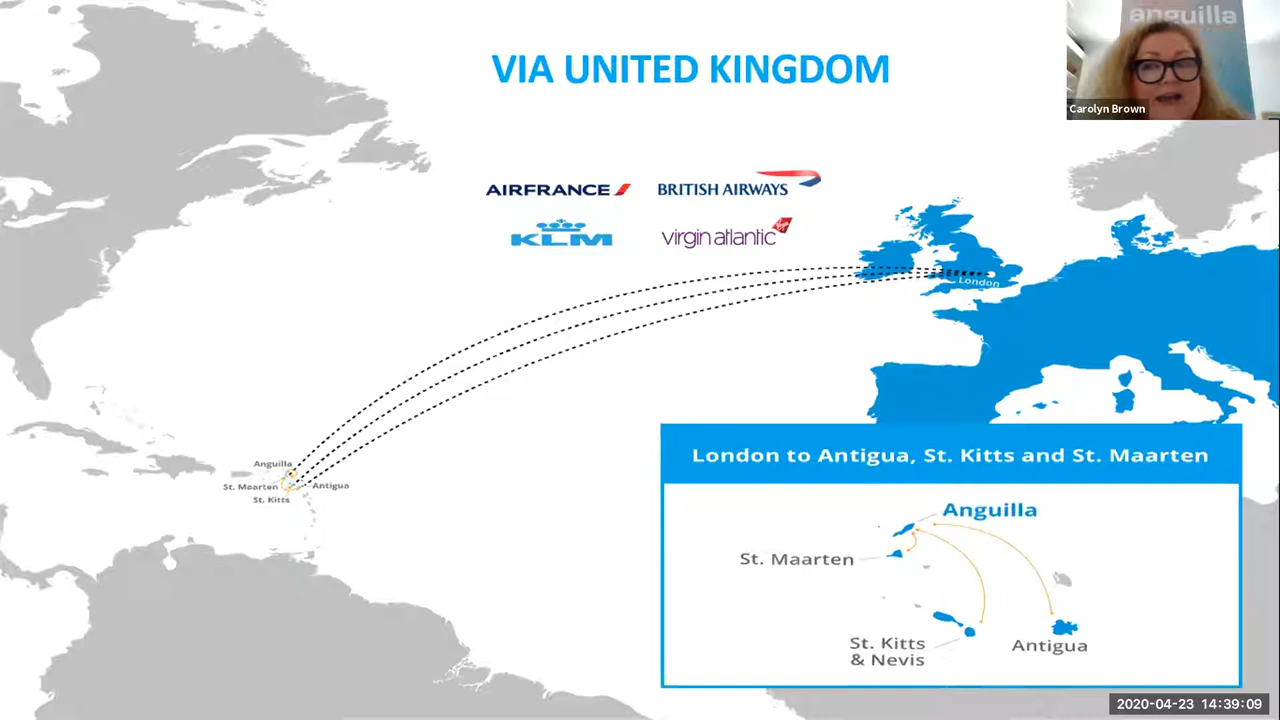 anguilla
VIA UNITED KINGDOM
Carolyn Brown
AIRFRANCE
BRITISH AIRWAYS
KLM
virgin atlantic
London
Anguilla
St. Maarten
Antigua
St. Kitts
London to Antigua, St. Kitts and St. Maarten
Anguilla
St. Maarten
St. Kitts
& Nevis
Antigua
2020-04-23 14:39:09